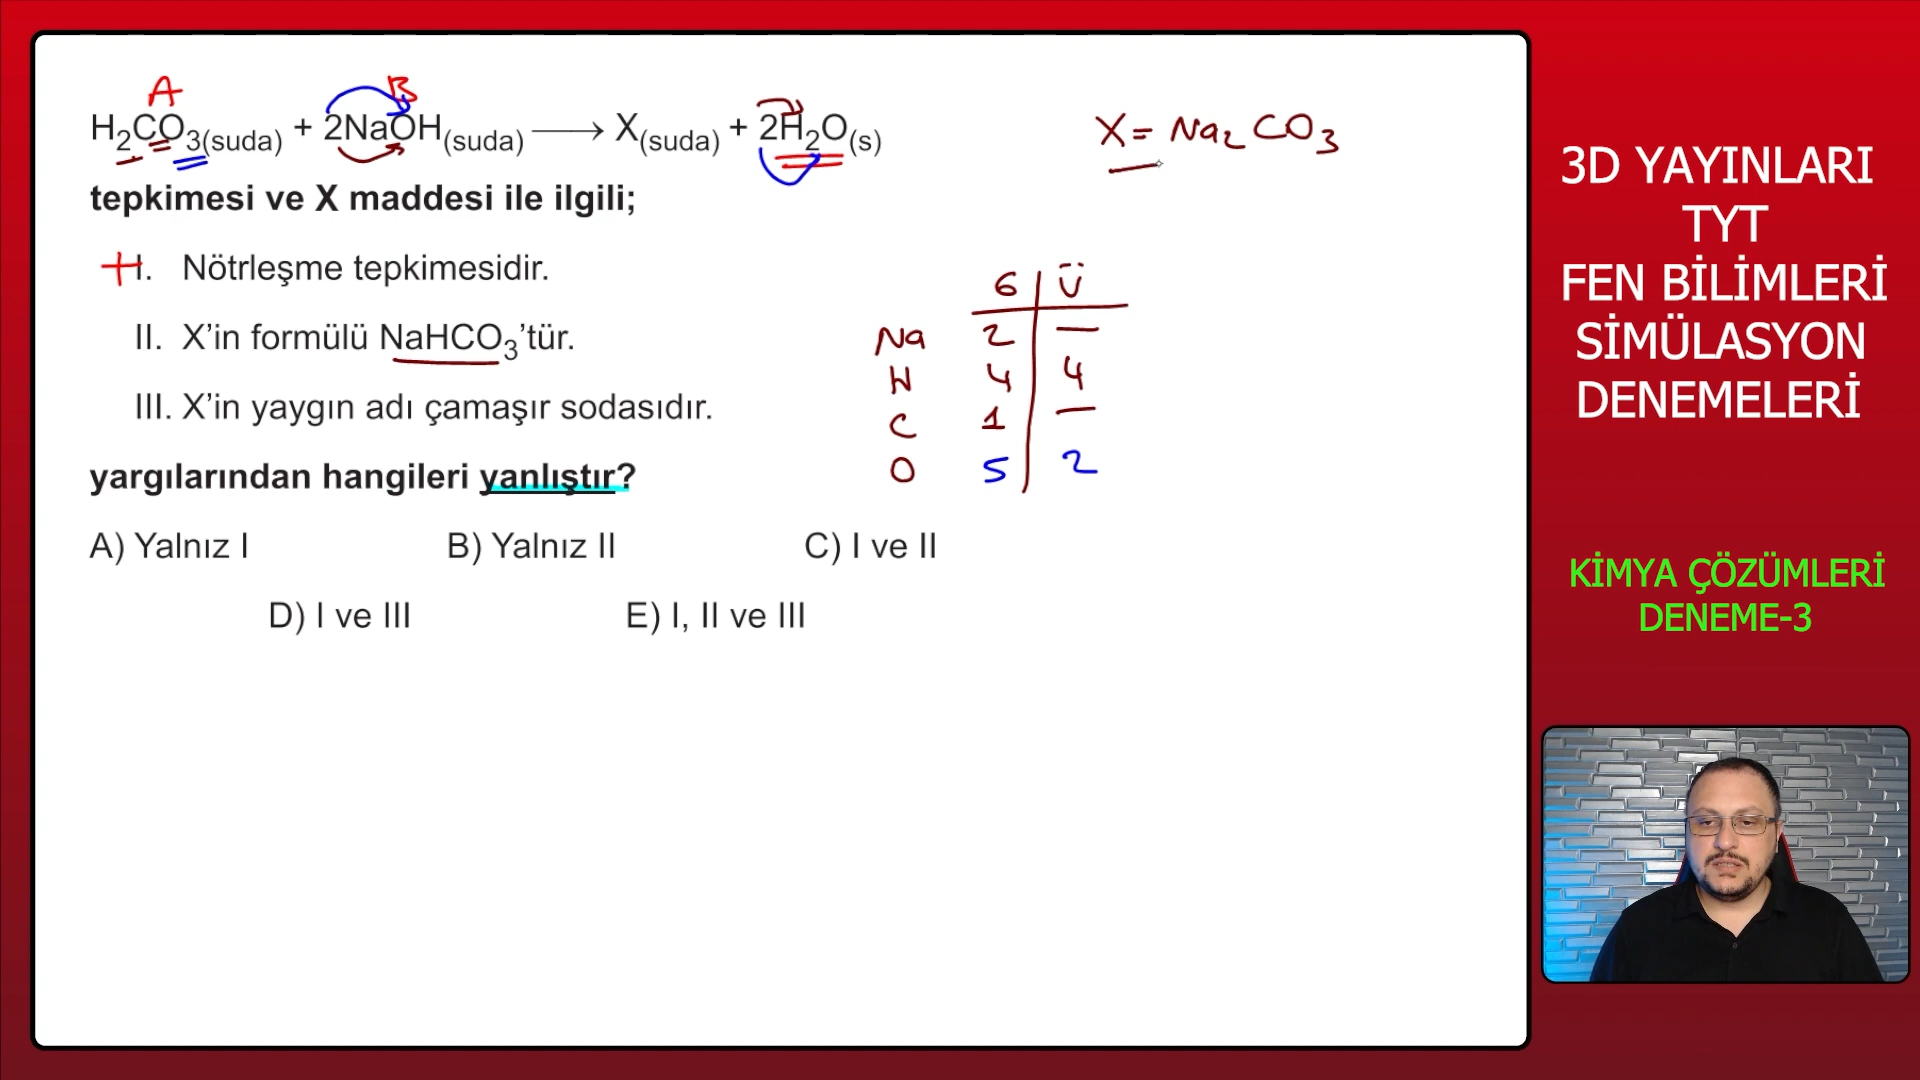 A B
H2CO3(suda) + 2NaOH(suda) ⟶ X(suda) + 2H2O(s)
X = Na2CO3
tepkimesi ve X maddesi ile ilgili;
+I. Nötrleşme tepkimesidir.
II. X’in formülü NaHCO3’tür.
III. X’in yaygın adı çamaşır sodasıdır.
yargılarından hangileri yanlıştır?
G Ü
Na 2 —
H 4 4
C 1 —
O 5 2
A) Yalnız I B) Yalnız II C) I ve II
D) I ve III E) I, II ve III
3D YAYINLARI
TYT
FEN BİLİMLERİ
SİMÜLASYON
DENEMELERİ
KİMYA ÇÖZÜMLERİ
DENEME-3